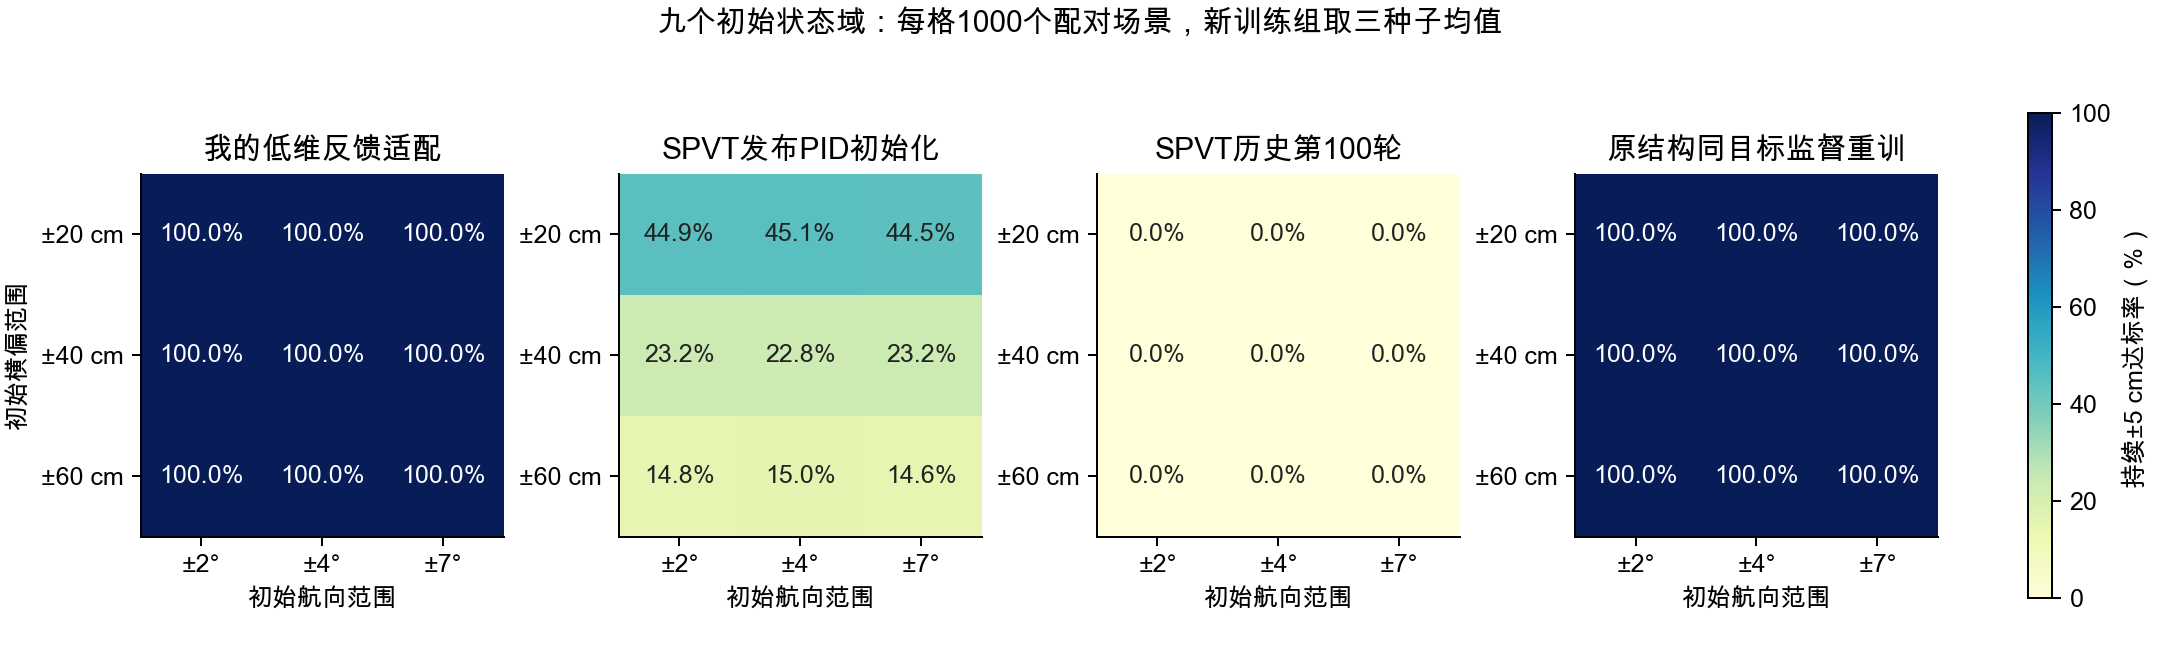 九个初始状态域：每格1000个配对场景，新训练组取三种子均值
我的低维反馈适配
SPVT发布PID初始化
SPVT历史第100轮
原结构同目标监督重训
初始横偏范围
±20 cm
100.0% 100.0% 100.0%
±40 cm
100.0% 100.0% 100.0%
±60 cm
100.0% 100.0% 100.0%
±2° ±4° ±7°
初始航向范围
±20 cm
44.9% 45.1% 44.5%
±40 cm
23.2% 22.8% 23.2%
±60 cm
14.8% 15.0% 14.6%
±2° ±4° ±7°
初始航向范围
±20 cm
0.0% 0.0% 0.0%
±40 cm
0.0% 0.0% 0.0%
±60 cm
0.0% 0.0% 0.0%
±2° ±4° ±7°
初始航向范围
±20 cm
100.0% 100.0% 100.0%
±40 cm
100.0% 100.0% 100.0%
±60 cm
100.0% 100.0% 100.0%
±2° ±4° ±7°
初始航向范围
100
80
60
40
20
0
持续±5 cm达标率（%）